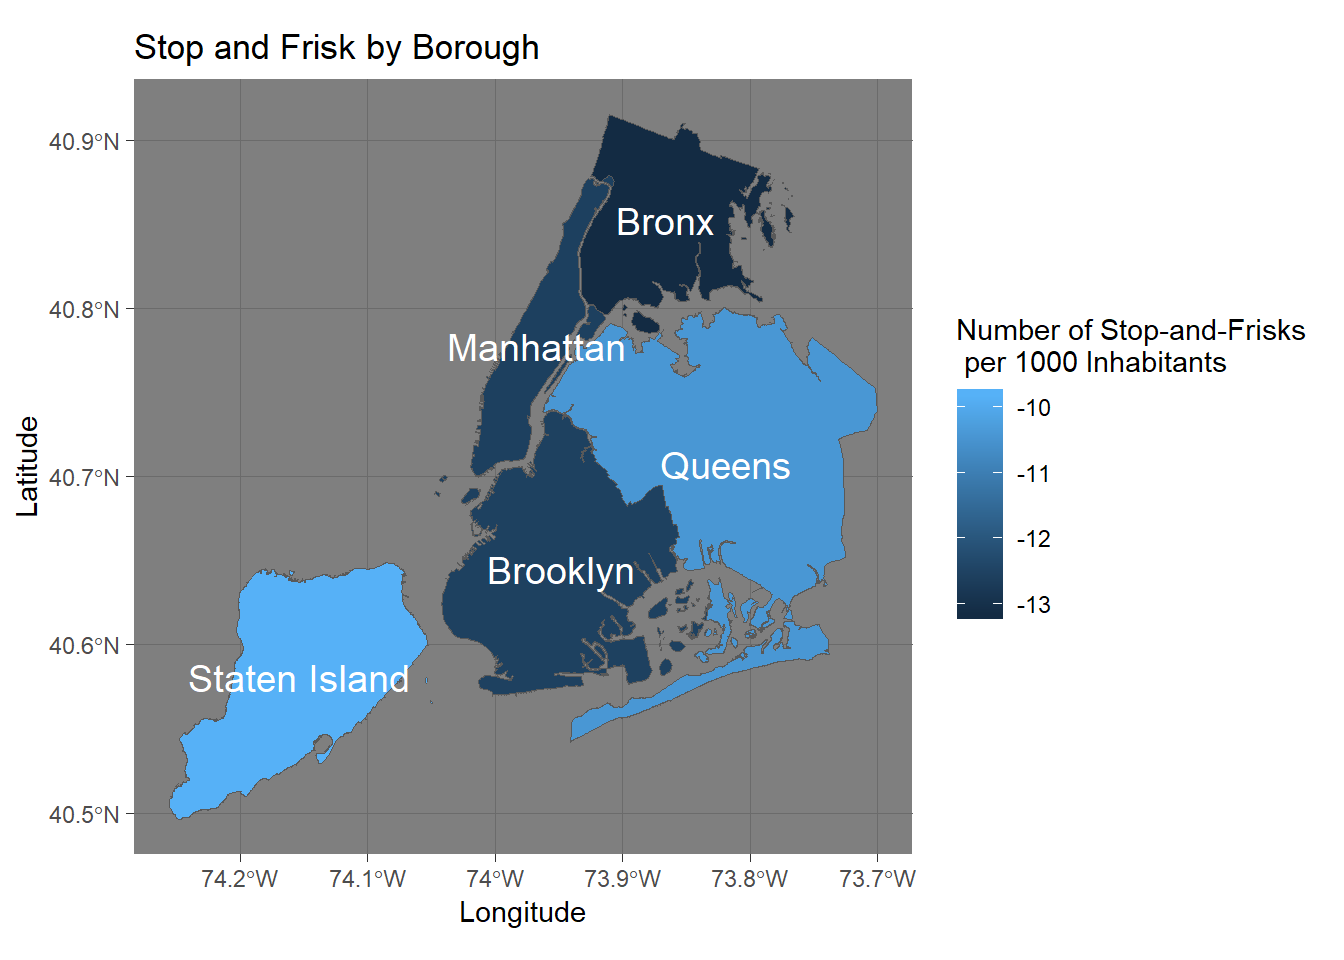 Stop and Frisk by Borough
40.9°N
40.8°N
40.7°N
40.6°N
40.5°N
Latitude
Bronx
Manhattan
Queens
Brooklyn
Staten Island
74.2°W
74.1°W
74°W
73.9°W
73.8°W
73.7°W
Longitude
Number of Stop-and-Frisks
per 1000 Inhabitants
-10
-11
-12
-13